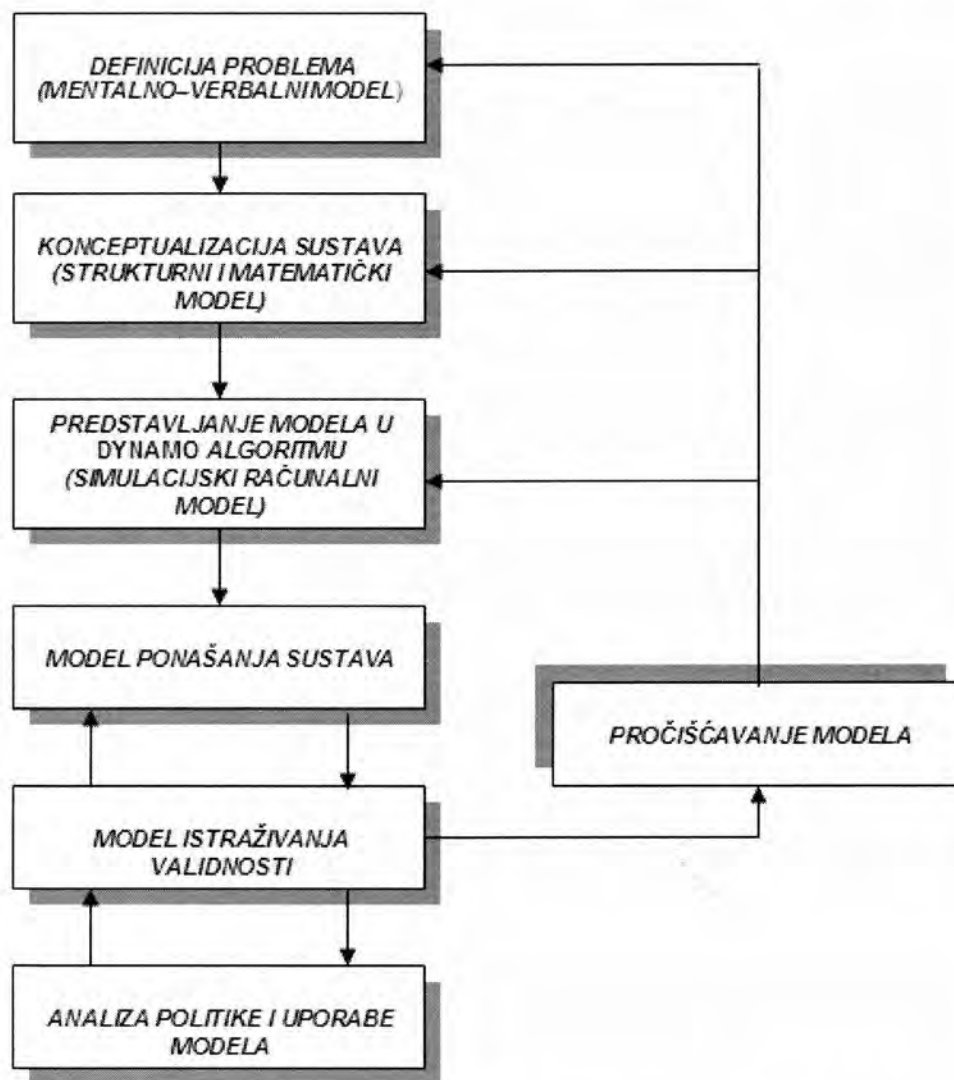 DEFINICIJA PROBLEMA
(MENTALNO–VERBALNI MODEL)
KONCEPTUALIZACIJA SUSTAVA
(STRUKTURNI I MATEMATIČKI
MODEL)
PREDSTAVLJANJE MODELA U
DYNAMO ALGORITMU
(SIMULACIJSKI RAČUNALNI
MODEL)
MODEL PONAŠANJA SUSTAVA
PROČIŠĆAVANJE MODELA
MODEL ISTRAŽIVANJA
VALIDNOSTI
ANALIZA POLITIKE I UPORABE
MODELA